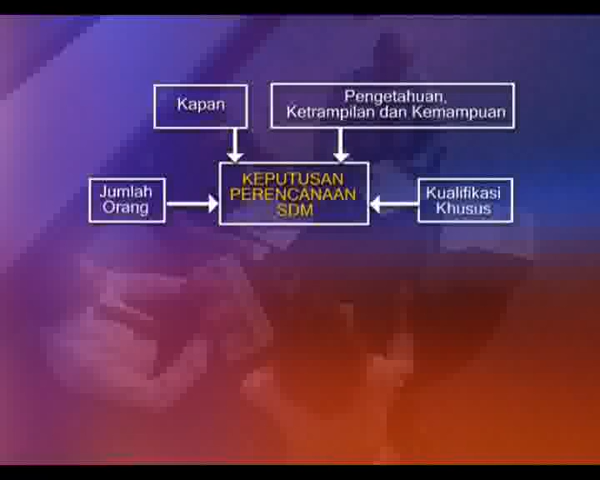 Kapan
Pengetahuan,
Ketrampilan dan Kemampuan
Jumlah
Orang
KEPUTUSAN
PERENCANAAN
SDM
Kualifikasi
Khusus